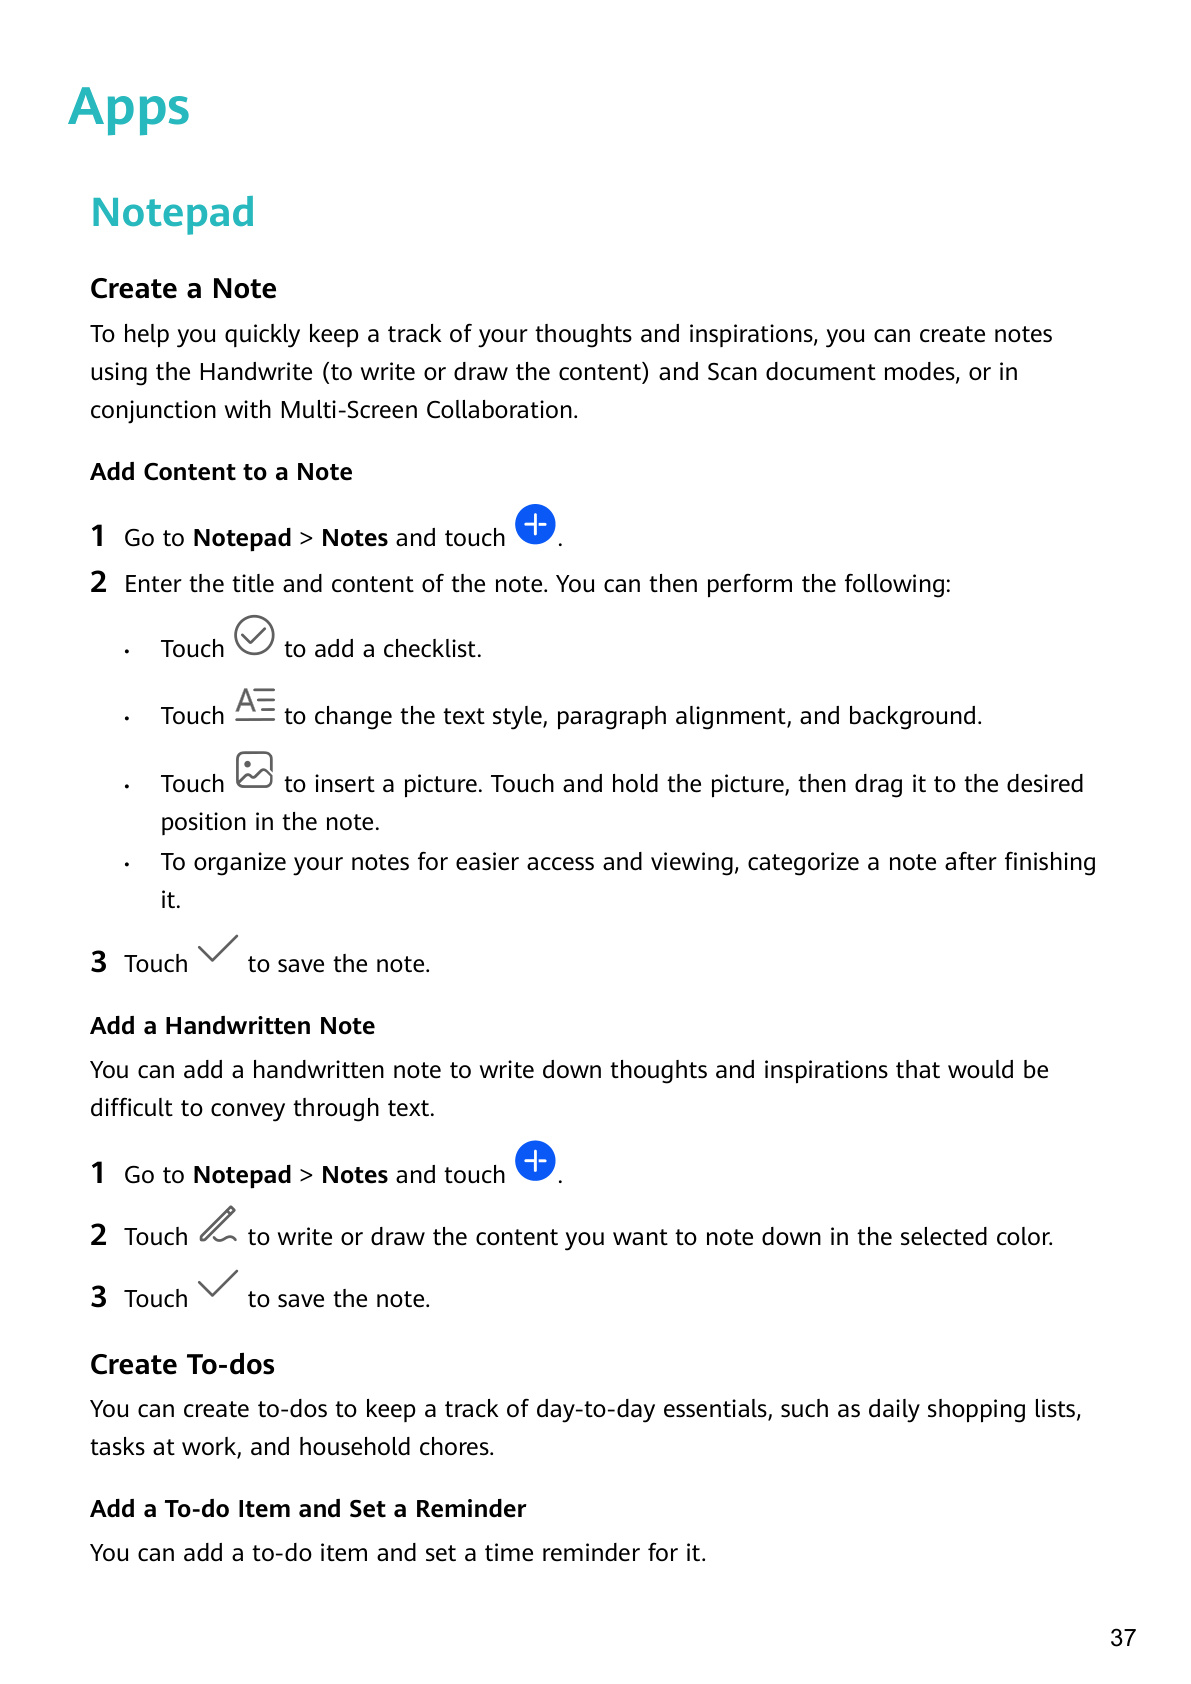 Apps
Notepad
Create a Note
To help you quickly keep a track of your thoughts and inspirations, you can create notes
using the Handwrite (to write or draw the content) and Scan document modes, or in
conjunction with Multi-Screen Collaboration.
Add Content to a Note
1 Go to Notepad > Notes and touch .
2 Enter the title and content of the note. You can then perform the following:
• Touch to add a checklist.
• Touch to change the text style, paragraph alignment, and background.
• Touch to insert a picture. Touch and hold the picture, then drag it to the desired
position in the note.
• To organize your notes for easier access and viewing, categorize a note after finishing
it.
3 Touch to save the note.
Add a Handwritten Note
You can add a handwritten note to write down thoughts and inspirations that would be
difficult to convey through text.
1 Go to Notepad > Notes and touch .
2 Touch to write or draw the content you want to note down in the selected color.
3 Touch to save the note.
Create To-dos
You can create to-dos to keep a track of day-to-day essentials, such as daily shopping lists,
tasks at work, and household chores.
Add a To-do Item and Set a Reminder
You can add a to-do item and set a time reminder for it.
37